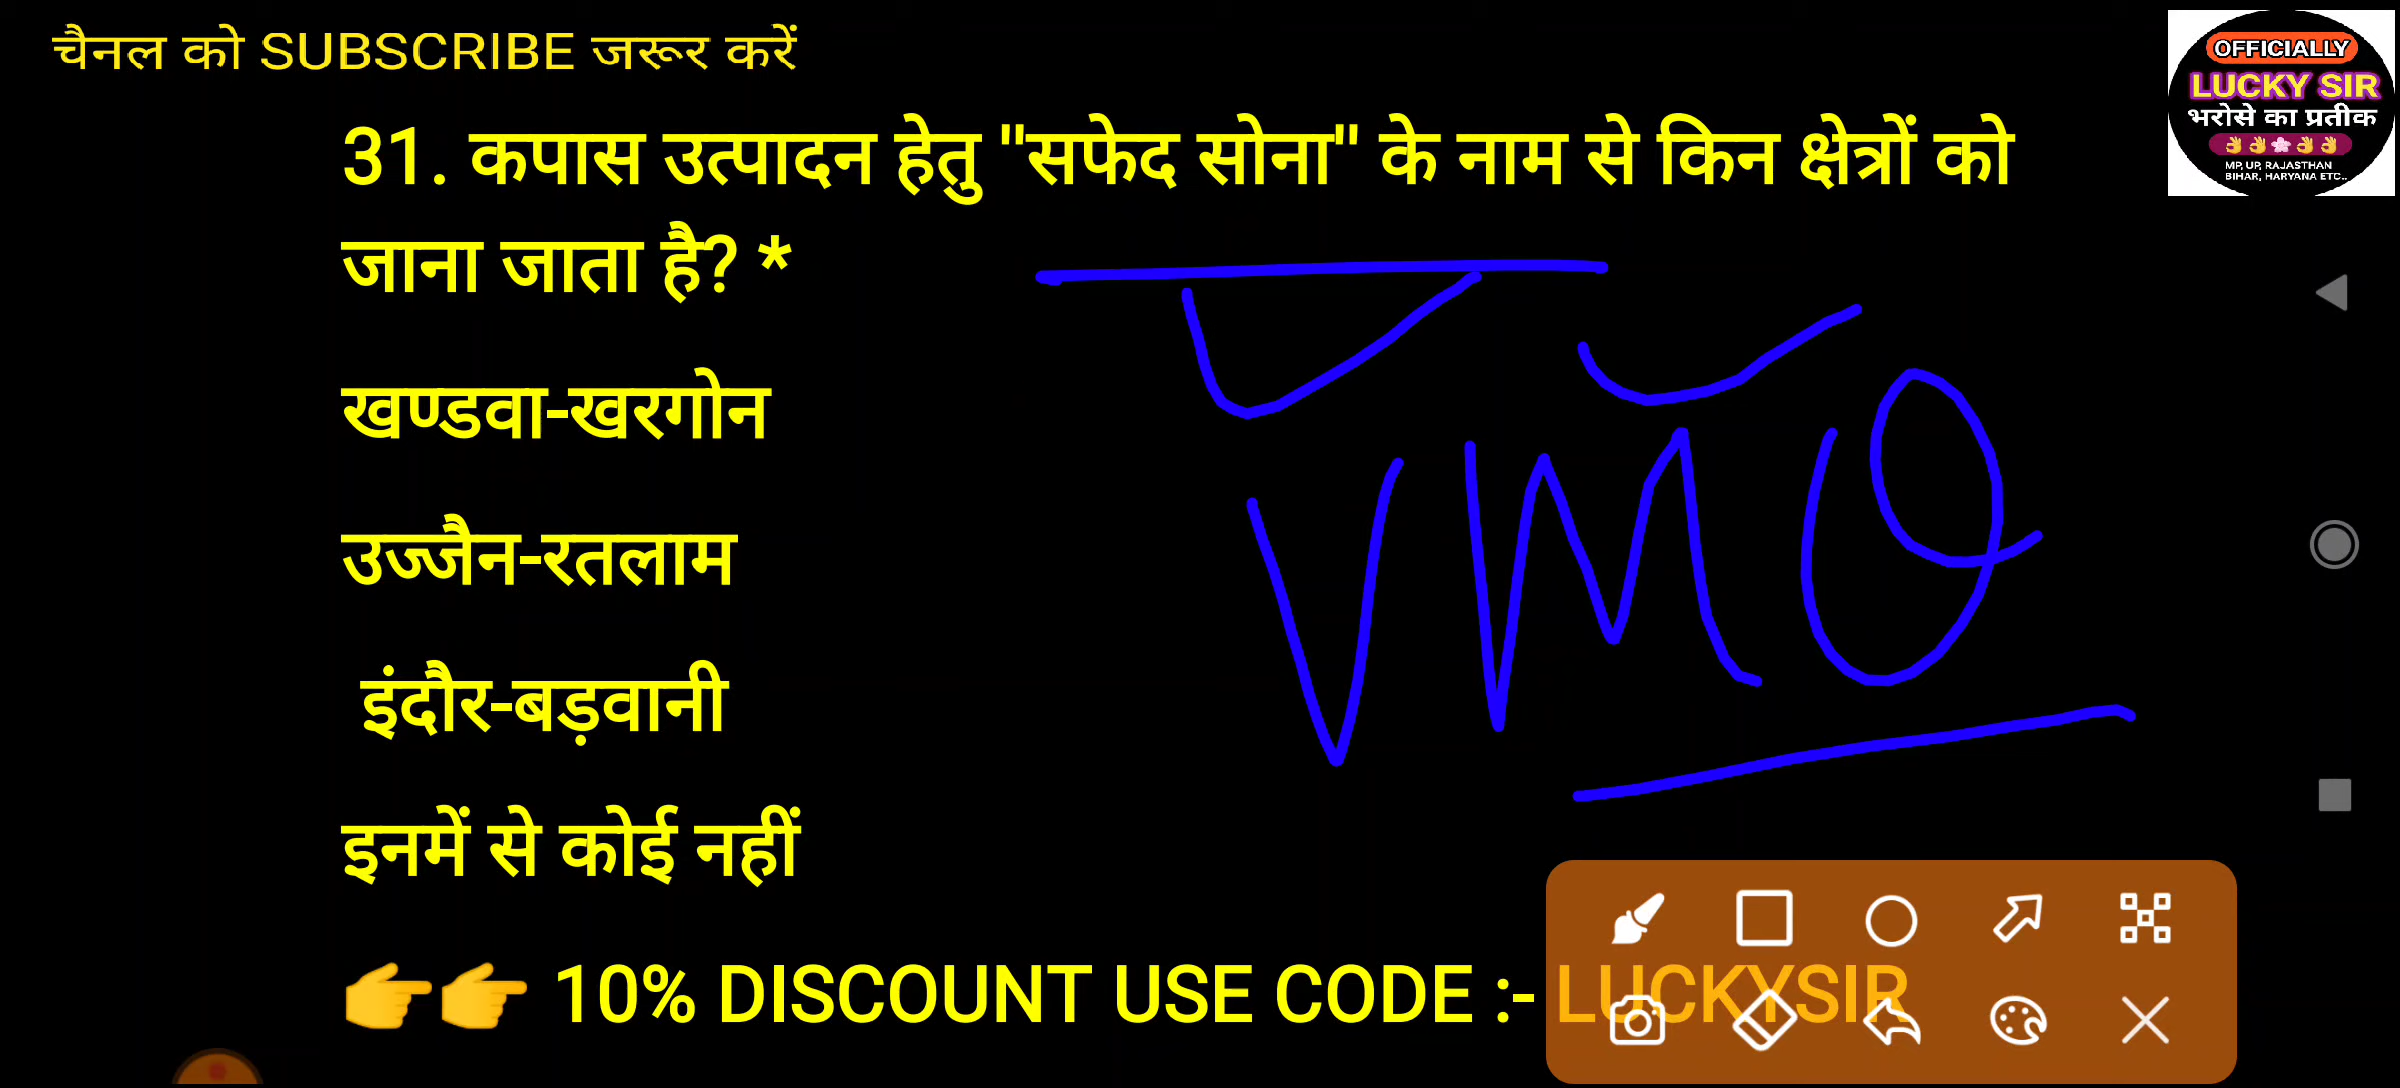 चैनल को SUBSCRIBE जरूर करें
OFFICIALLY
LUCKY SIR
भरोसे का प्रतीक
MP, UP, RAJASTHAN
BIHAR, HARYANA ETC..
31. कपास उत्पादन हेतु "सफेद सोना" के नाम से किन क्षेत्रों को
जाना जाता है? *
खण्डवा-खरगोन
उज्जैन-रतलाम
इंदौर-बड़वानी
इनमें से कोई नहीं
VMO
👉👉 10% DISCOUNT USE CODE :- LUCKYSIR